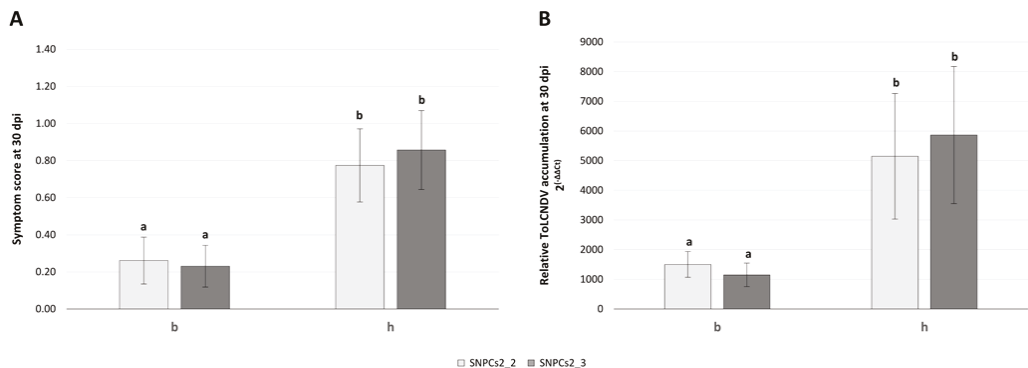 A
Symptom score at 30 dpi
1.40
1.20
1.00
0.80
0.60
0.40
0.20
0.00
a
a
b
b
b
h
B
Relative ToLCNDV accumulation at 30 dpi
2^(-ΔΔCt)
9000
8000
7000
6000
5000
4000
3000
2000
1000
0
a
a
b
b
b
h
SNPCs2_2
SNPCs2_3